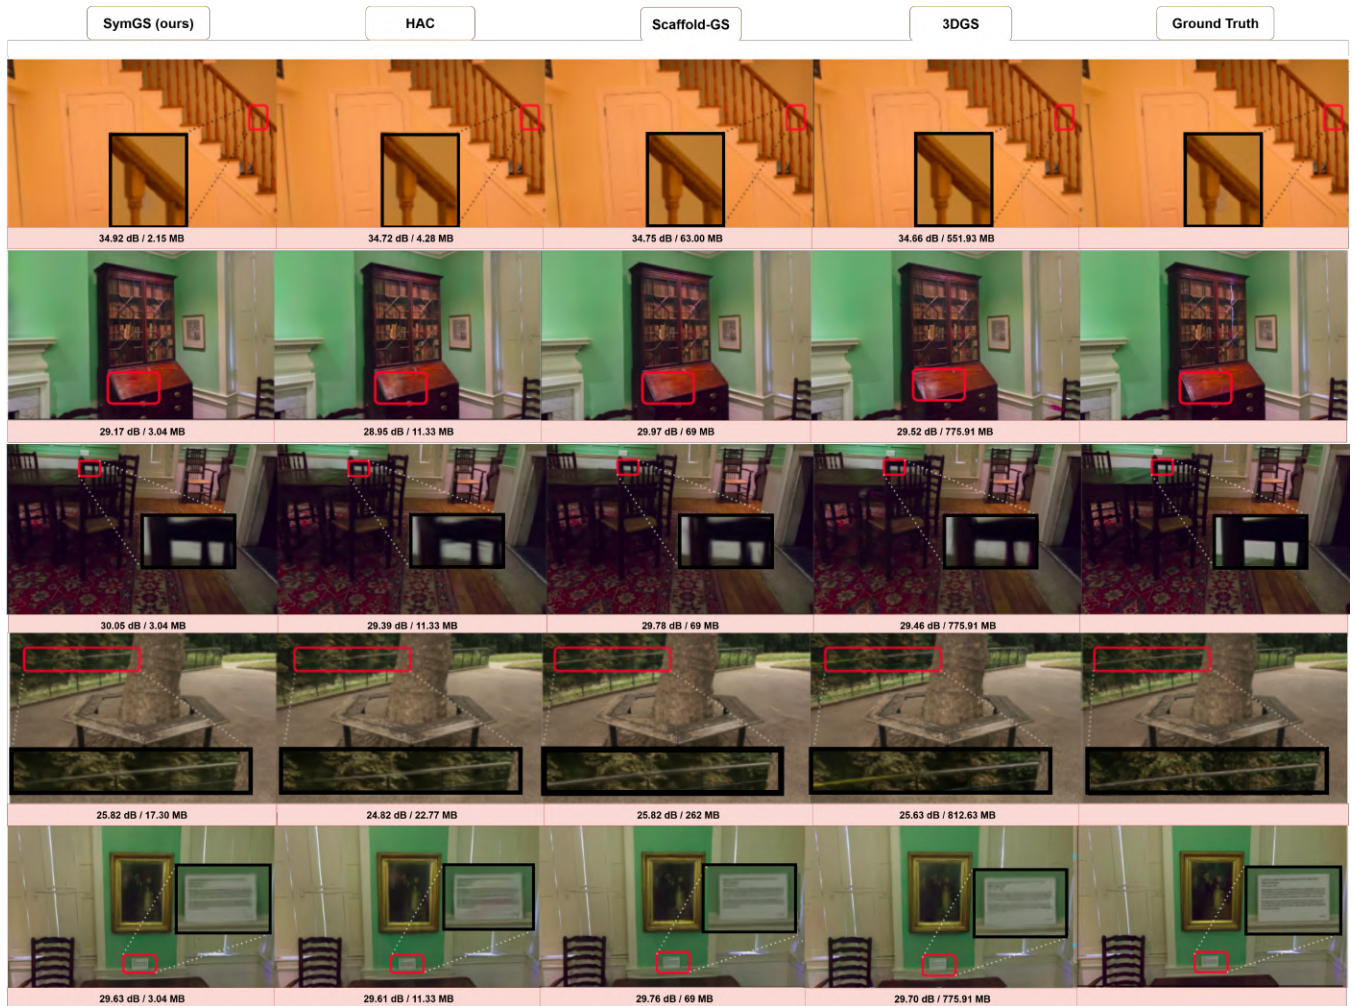 SymGS (ours) HAC Scaffold-GS 3DGS Ground Truth
34.92 dB / 2.15 MB 34.72 dB / 4.28 MB 34.75 dB / 63.00 MB 34.66 dB / 551.93 MB
29.17 dB / 3.04 MB 28.95 dB / 11.33 MB 29.97 dB / 69 MB 29.52 dB / 775.91 MB
30.05 dB / 3.04 MB 29.39 dB / 11.33 MB 29.78 dB / 69 MB 29.46 dB / 775.91 MB
25.82 dB / 17.30 MB 24.82 dB / 22.77 MB 25.82 dB / 262 MB 25.63 dB / 812.63 MB
29.63 dB / 3.04 MB 29.61 dB / 11.33 MB 29.76 dB / 69 MB 29.70 dB / 775.91 MB